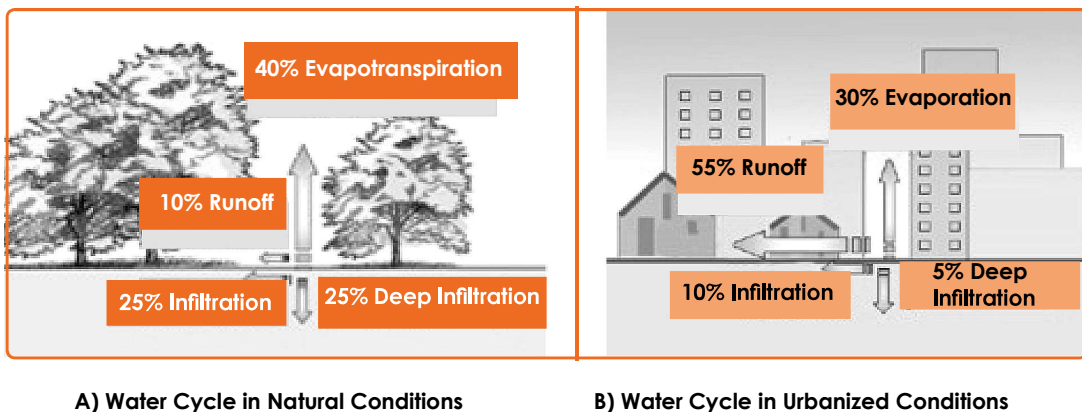 40% Evapotranspiration
10% Runoff
25% Infiltration
25% Deep Infiltration
30% Evaporation
55% Runoff
10% Infiltration
5% Deep
Infiltration
A) Water Cycle in Natural Conditions
B) Water Cycle in Urbanized Conditions